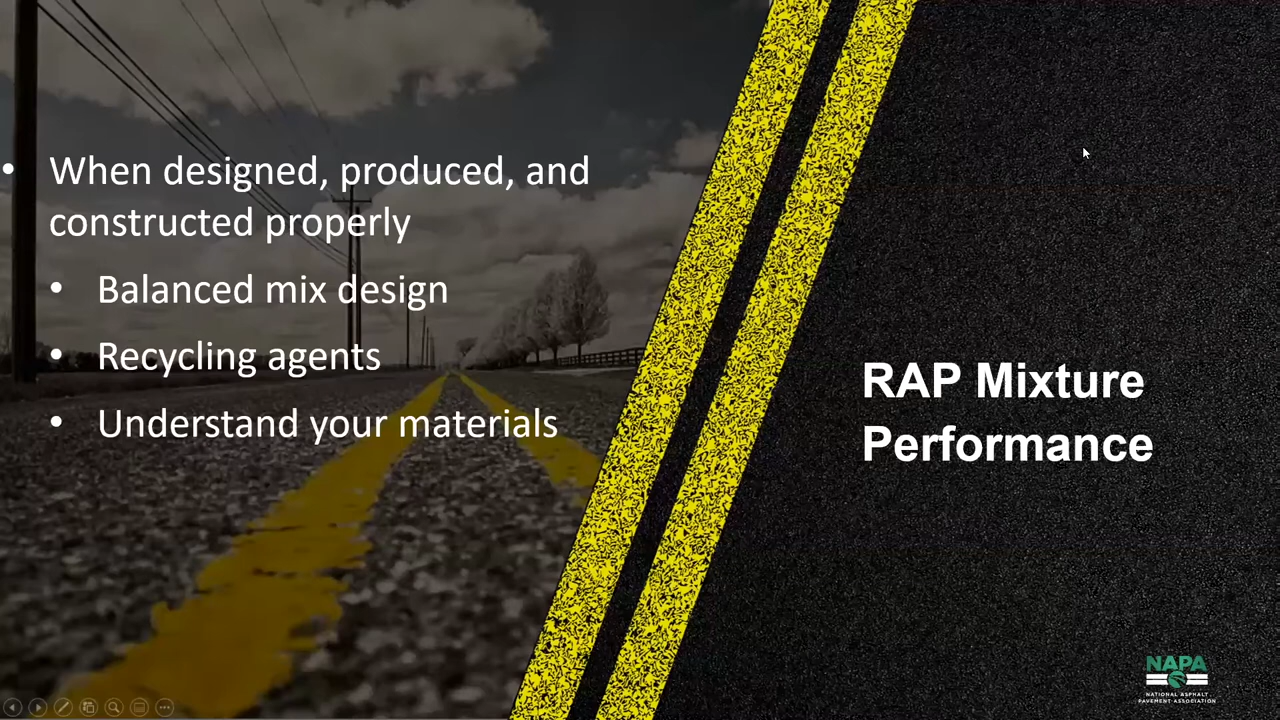 • When designed, produced, and
constructed properly
• Balanced mix design
• Recycling agents
• Understand your materials
RAP Mixture
Performance
NAPA
NATIONAL ASPHALT
PAVEMENT ASSOCIATION